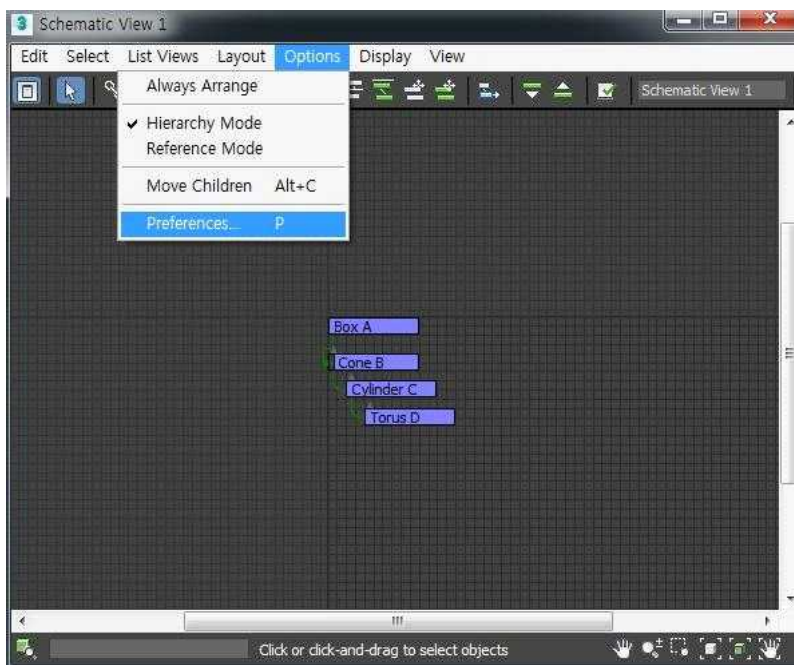 3 Schematic View 1
Edit Select List Views Layout Options Display View
Always Arrange
Schematic View 1
Hierarchy Mode
Reference Mode
Move Children Alt+C
Preferences... P
Box A
Cone B
Cylinder C
Torus D
Click or click-and-drag to select objects